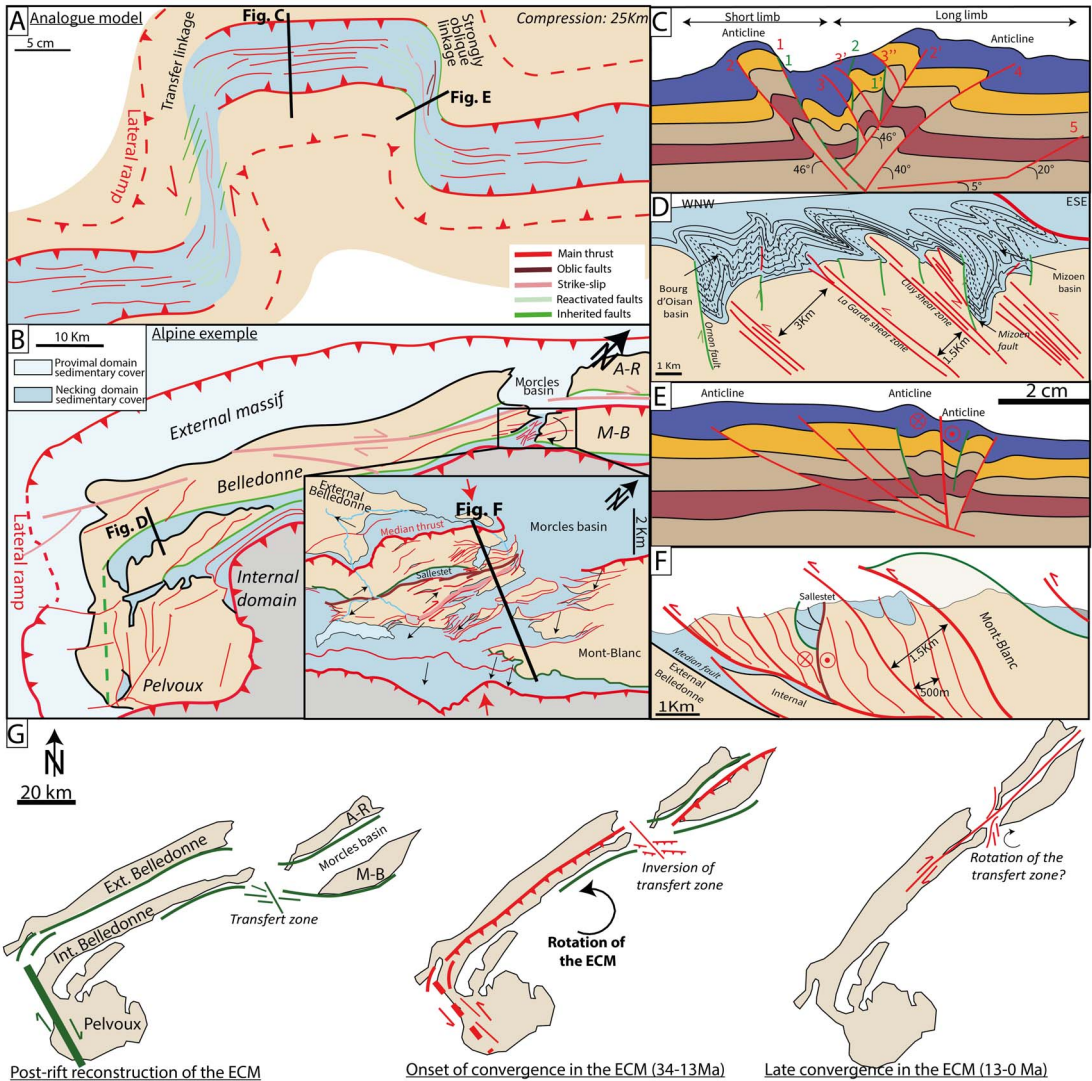 A
Analogue model
5 cm
Fig. C
Compression: 25Km
Transfer linkage
Strongly
oblique
linkage
Fig. E
Lateral ramp
Main thrust
Oblic faults
Strike-slip
Reactivated faults
Inherited faults
B
10 Km
Alpine exemple
N
Provimal domain
sedimentary cover
Necking domain
sedimentary cover
External massif
Morcles
basin
A-R
M-B
Belledonne
Fig. D
Lateral ramp
Internal
domain
Pelvoux
External
Belledonne
Fig. F
N
2 Km
Median thrust
Morcles basin
Sallestet
Mont-Blanc
C
Short limb
Long limb
Anticline
Anticline
1
1
2
2
3'
3''
2'
3
1'
4
5
46°
46°
40°
20°
5°
D
WNW
ESE
Bourg
d'Oisan
basin
Mizoen
basin
Ornon fault
3Km
La Garde shear zone
Cluy shear zone
1.5Km
Mizoen
fault
1 Km
E
2 cm
Anticline
Anticline
Anticline
F
Sallestet
Median fault
External
Belledonne
Internal
1.5Km
500m
Mont-Blanc
1Km
G
N
20 km
Ext. Belledonne
Int. Belledonne
A-R
Morcles basin
M-B
Transfert zone
Pelvoux
Post-rift reconstruction of the ECM
Inversion of
transfert zone
Rotation of
the ECM
Onset of convergence in the ECM (34-13Ma)
Rotation of the
transfert zone?
Late convergence in the ECM (13-0 Ma)